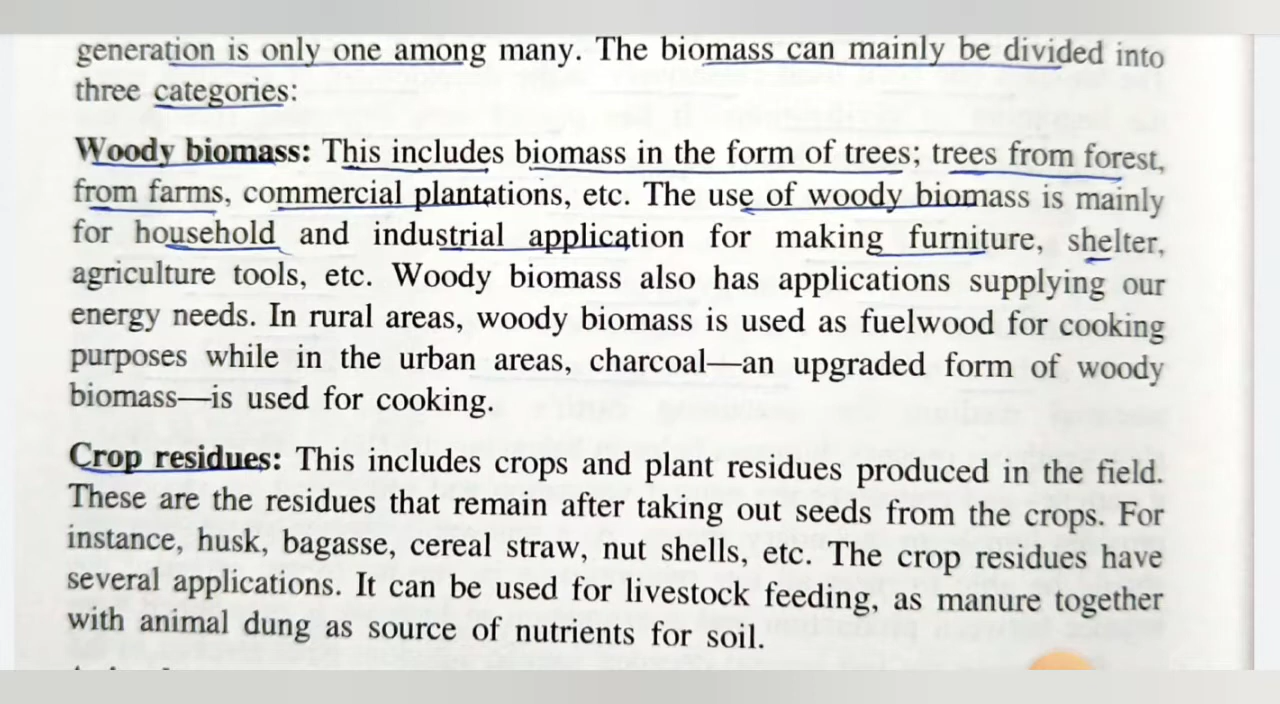 generation is only one among many. The biomass can mainly be divided into
three categories:
Woody biomass: This includes biomass in the form of trees; trees from forest,
from farms, commercial plantations, etc. The use of woody biomass is mainly
for household and industrial application for making furniture, shelter,
agriculture tools, etc. Woody biomass also has applications supplying our
energy needs. In rural areas, woody biomass is used as fuelwood for cooking
purposes while in the urban areas, charcoal—an upgraded form of woody
biomass—is used for cooking.
Crop residues: This includes crops and plant residues produced in the field.
These are the residues that remain after taking out seeds from the crops. For
instance, husk, bagasse, cereal straw, nut shells, etc. The crop residues have
several applications. It can be used for livestock feeding, as manure together
with animal dung as source of nutrients for soil.